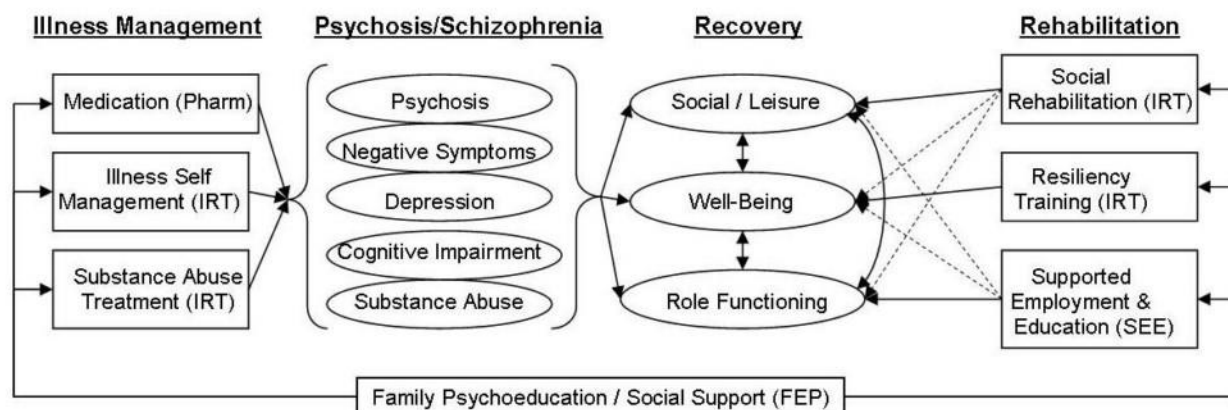 Illness Management
Psychosis/Schizophrenia
Recovery
Rehabilitation
Medication (Pharm)
Illness Self
Management (IRT)
Substance Abuse
Treatment (IRT)
Psychosis
Negative Symptoms
Depression
Cognitive Impairment
Substance Abuse
Social / Leisure
Well-Being
Role Functioning
Social
Rehabilitation (IRT)
Resiliency
Training (IRT)
Supported
Employment &
Education (SEE)
Family Psychoeducation / Social Support (FEP)